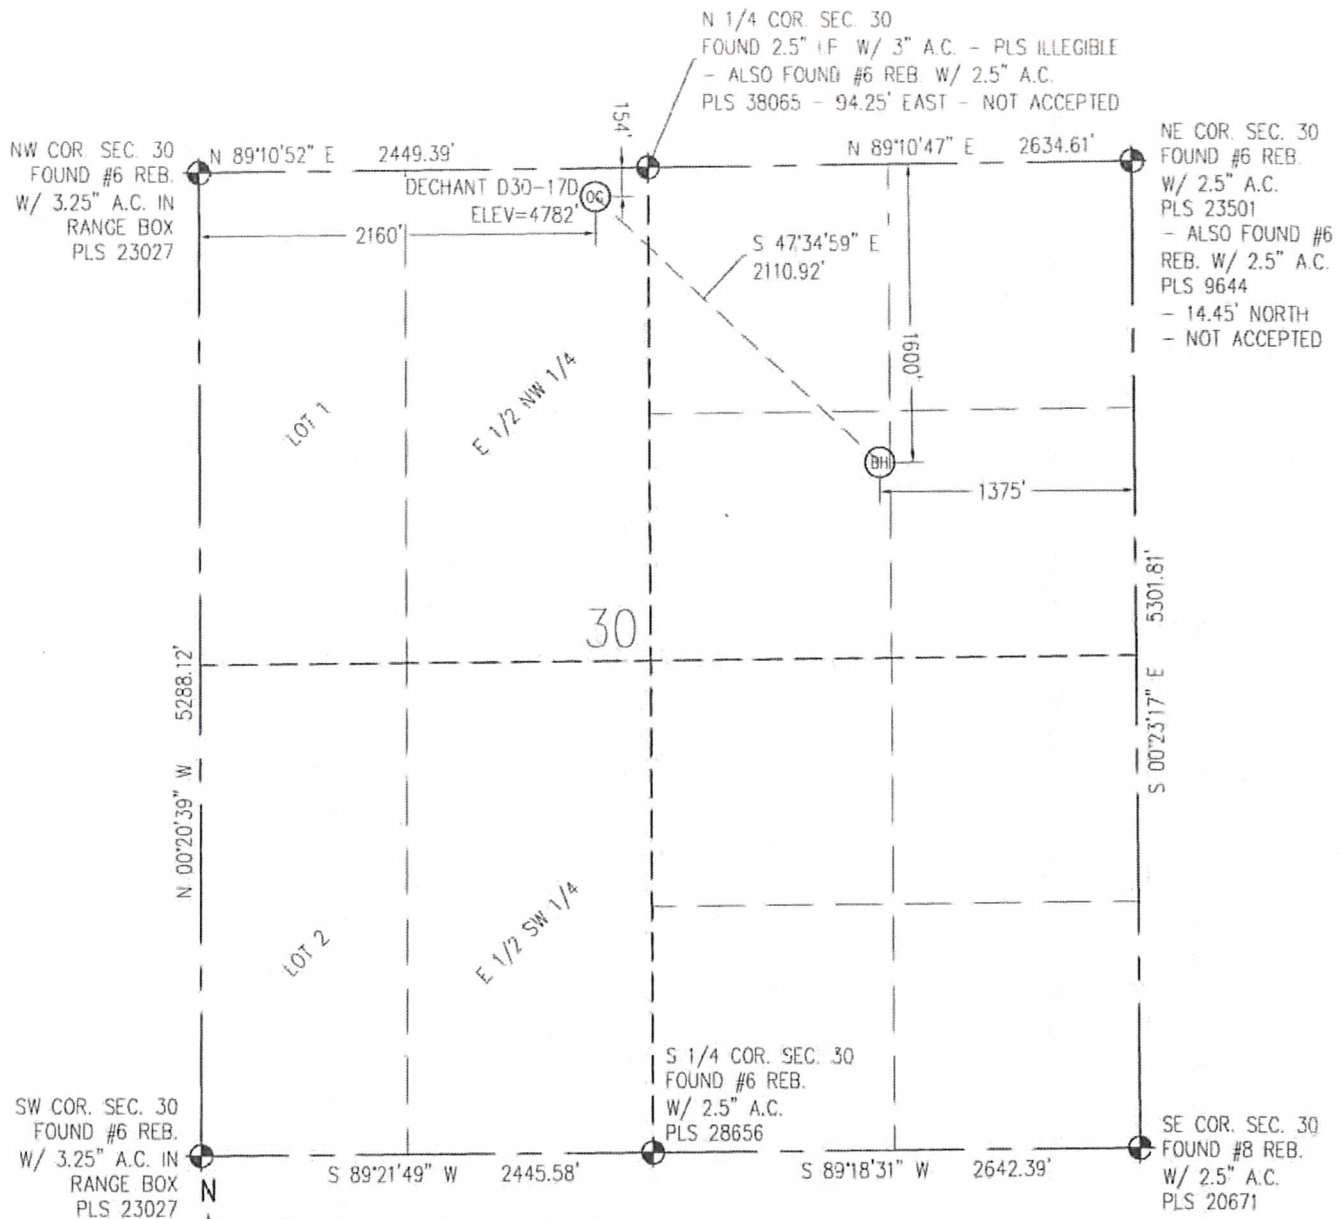 N 1/4 COR. SEC. 30
FOUND 2.5" I.F. W/ 3" A.C. - PLS ILLEGIBLE
- ALSO FOUND #6 REB. W/ 2.5" A.C.
PLS 38065 - 94.25' EAST - NOT ACCEPTED
NW COR. SEC. 30
FOUND #6 REB.
W/ 3.25" A.C. IN
RANGE BOX
PLS 23027
N 89°10'52" E 2449.39'
154'
N 89°10'47" E 2634.61'
NE COR. SEC. 30
FOUND #6 REB.
W/ 2.5" A.C.
PLS 23501
- ALSO FOUND #6
REB. W/ 2.5" A.C.
PLS 9644
- 14.45' NORTH
- NOT ACCEPTED
DECHANT D30-17D
ELEV=4782'
OG
2160'
S 47°34'59" E
2110.92'
1600'
LOT 1
E 1/2 NW 1/4
BH
1375'
30
5288.12'
N 00°20'39" W
5301.81'
S 00°23'17" E
LOT 2
E 1/2 SW 1/4
S 1/4 COR. SEC. 30
FOUND #6 REB.
W/ 2.5" A.C.
PLS 28656
SW COR. SEC. 30
FOUND #6 REB.
W/ 3.25" A.C. IN
RANGE BOX
PLS 23027
N
S 89°21'49" W 2445.58'
S 89°18'31" W 2642.39'
SE COR. SEC. 30
FOUND #8 REB.
W/ 2.5" A.C.
PLS 20671